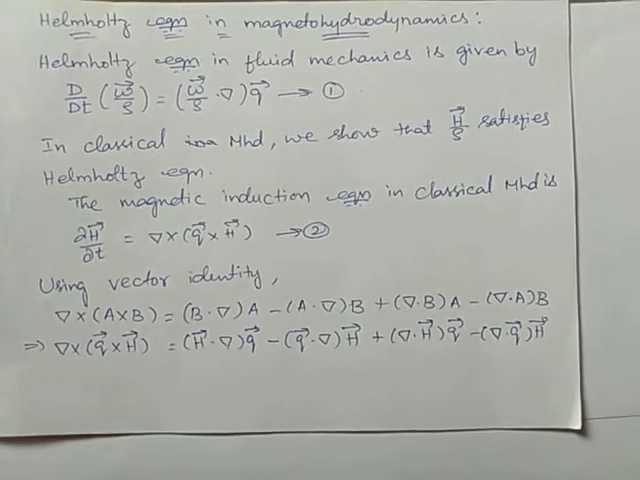 Helmholtz eqn in magnetohydrodynamics:
Helmholtz eqn in fluid mechanics is given by
D/Dt (ω⃗/ρ) = (ω⃗/ρ · ∇) q⃗ → ①
In classical Mhd, we show that H⃗/ρ satisfies
Helmholtz eqn.
The magnetic induction eqn in classical Mhd is
∂H⃗/∂t = ∇×(q⃗×H⃗) → ②
Using vector identity,
∇×(A×B) = (B·∇)A − (A·∇)B + (∇·B)A − (∇·A)B
⇒ ∇×(q⃗×H⃗) = (H⃗·∇)q⃗ − (q⃗·∇)H⃗ + (∇·H⃗)q⃗ − (∇·q⃗)H⃗